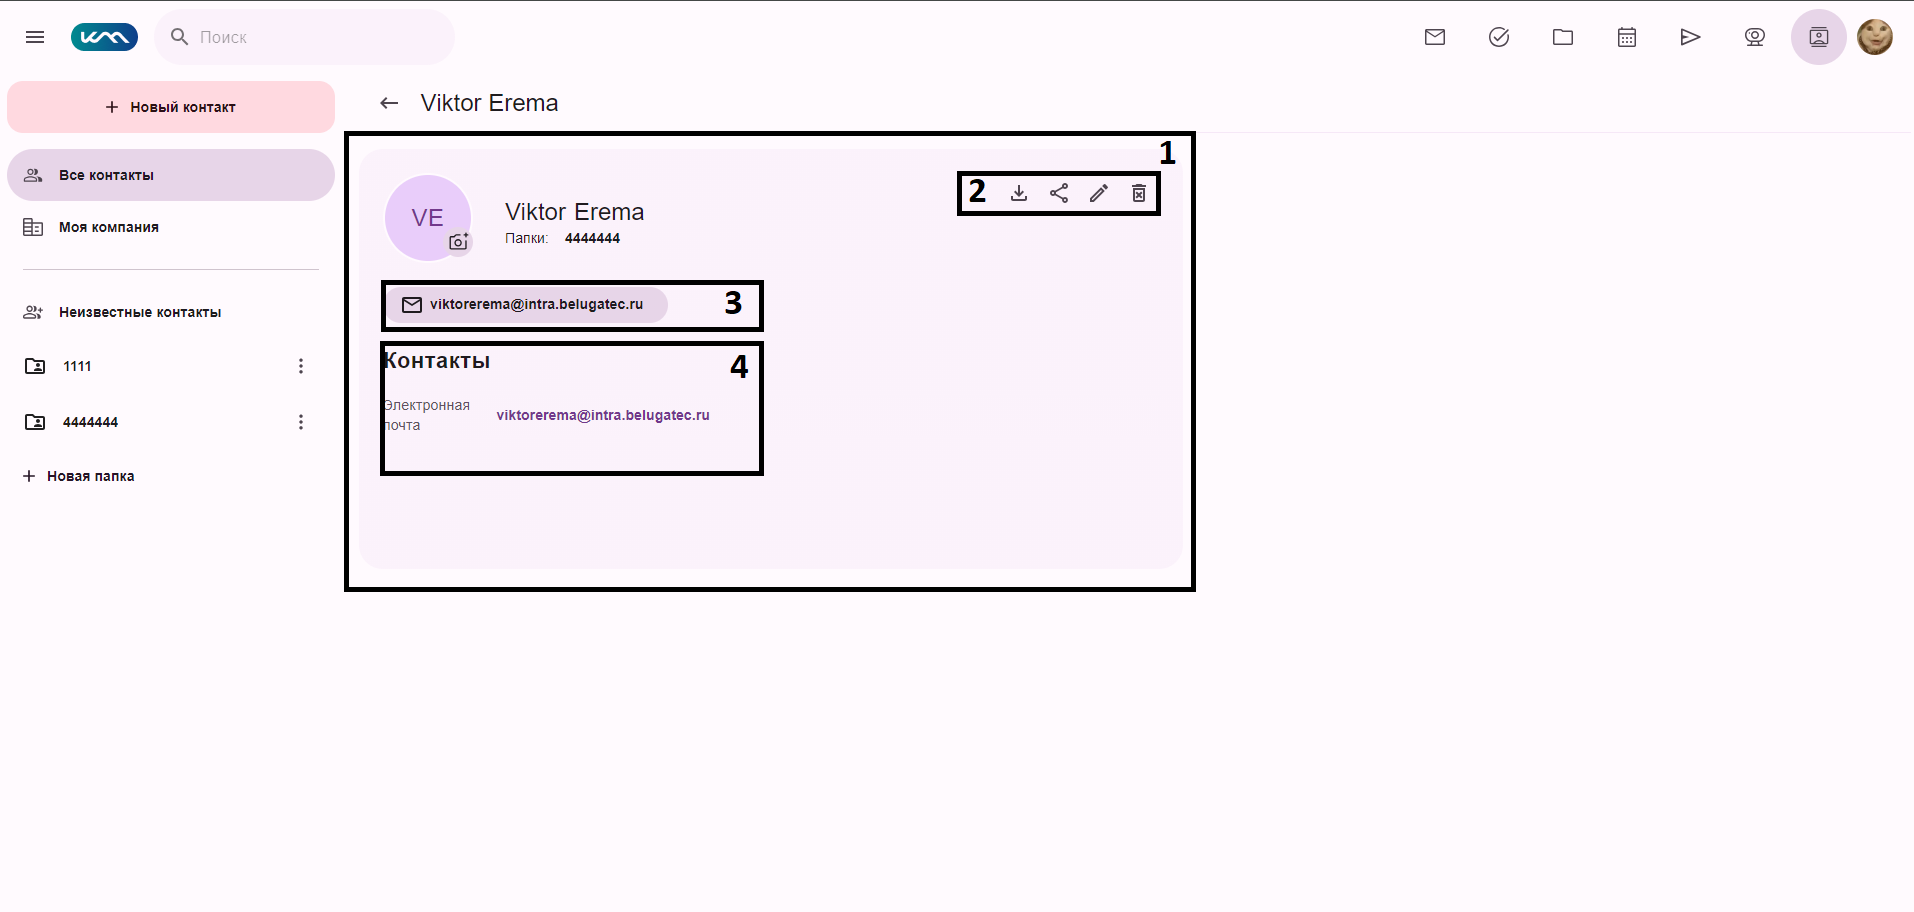 Поиск
Новый контакт
Viktor Erema
Все контакты
Моя компания
Неизвестные контакты
1111
4444444
Новая папка
1
2
VE
Viktor Erema
Папки: 4444444
viktorerema@intra.belugatec.ru
3
Контакты
4
Электронная
почта
viktorerema@intra.belugatec.ru